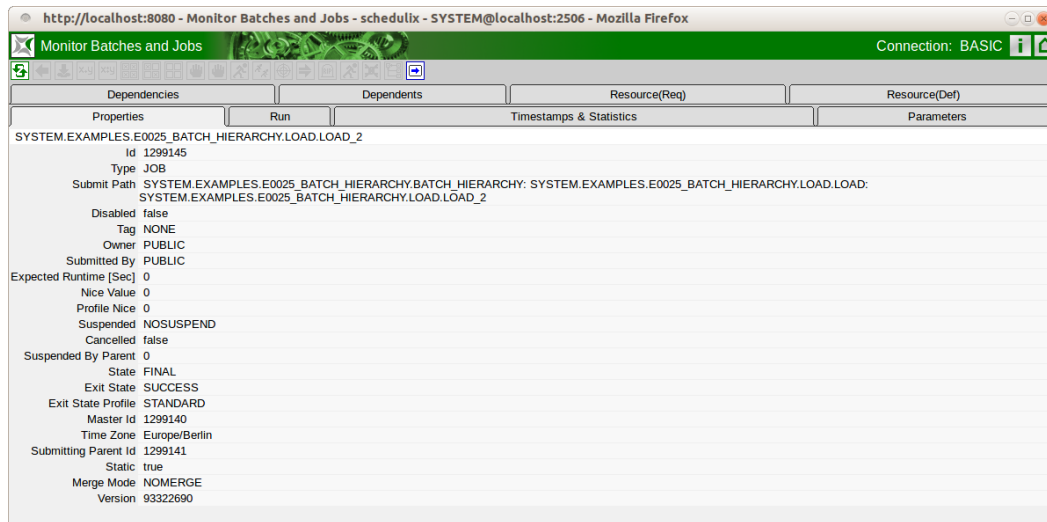 http://localhost:8080 - Monitor Batches and Jobs - schedulix - SYSTEM@localhost:2506 - Mozilla Firefox
Monitor Batches and Jobs
Connection: BASIC
Dependencies Dependents Resource(Req) Resource(Def)
Properties Run Timestamps & Statistics Parameters
SYSTEM.EXAMPLES.E0025_BATCH_HIERARCHY.LOAD.LOAD_2
Id 1299145
Type JOB
Submit Path SYSTEM.EXAMPLES.E0025_BATCH_HIERARCHY.BATCH_HIERARCHY: SYSTEM.EXAMPLES.E0025_BATCH_HIERARCHY.LOAD.LOAD:
SYSTEM.EXAMPLES.E0025_BATCH_HIERARCHY.LOAD.LOAD_2
Disabled false
Tag NONE
Owner PUBLIC
Submitted By PUBLIC
Expected Runtime [Sec] 0
Nice Value 0
Profile Nice 0
Suspended NOSUSPEND
Cancelled false
Suspended By Parent 0
State FINAL
Exit State SUCCESS
Exit State Profile STANDARD
Master Id 1299140
Time Zone Europe/Berlin
Submitting Parent Id 1299141
Static true
Merge Mode NOMERGE
Version 93322690